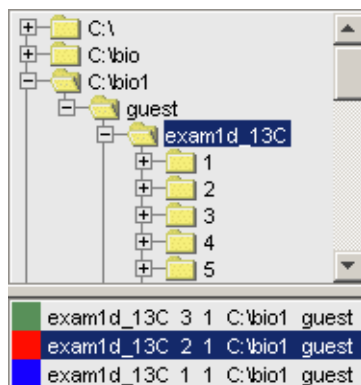 C:\
C:\bio
C:\bio1
guest
exam1d_13C
1
2
3
4
5
exam1d_13C 3 1 C:\bio1 guest
exam1d_13C 2 1 C:\bio1 guest
exam1d_13C 1 1 C:\bio1 guest